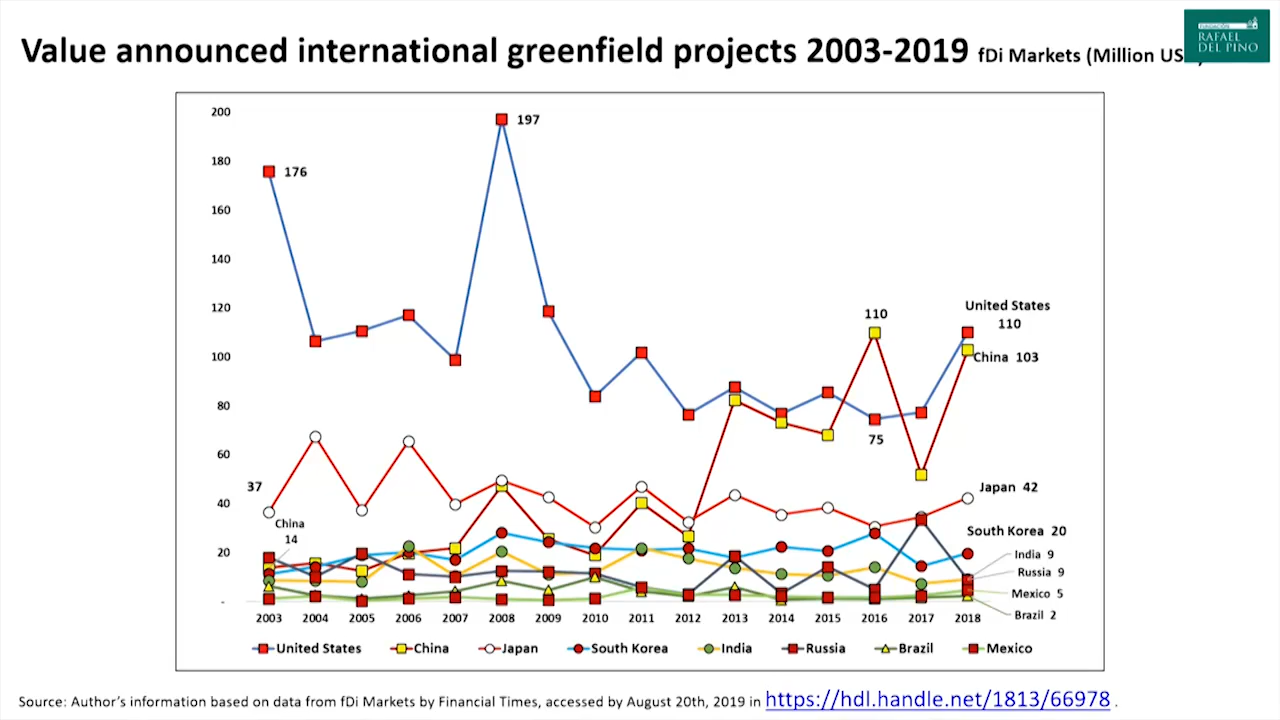 Value announced international greenfield projects 2003-2019 fDi Markets (Million US
FUNDACIÓN
RAFAEL
DEL PINO
200
197
180
176
160
140
120
United States
110
110
100
China 103
80
75
60
37
Japan 42
40
China
14
South Korea 20
20
India 9
Russia 9
Mexico 5
Brazil 2
-
2003 2004 2005 2006 2007 2008 2009 2010 2011 2012 2013 2014 2015 2016 2017 2018
United States China Japan South Korea India Russia Brazil Mexico
Source: Author's information based on data from fDi Markets by Financial Times, accessed by August 20th, 2019 in https://hdl.handle.net/1813/66978 .